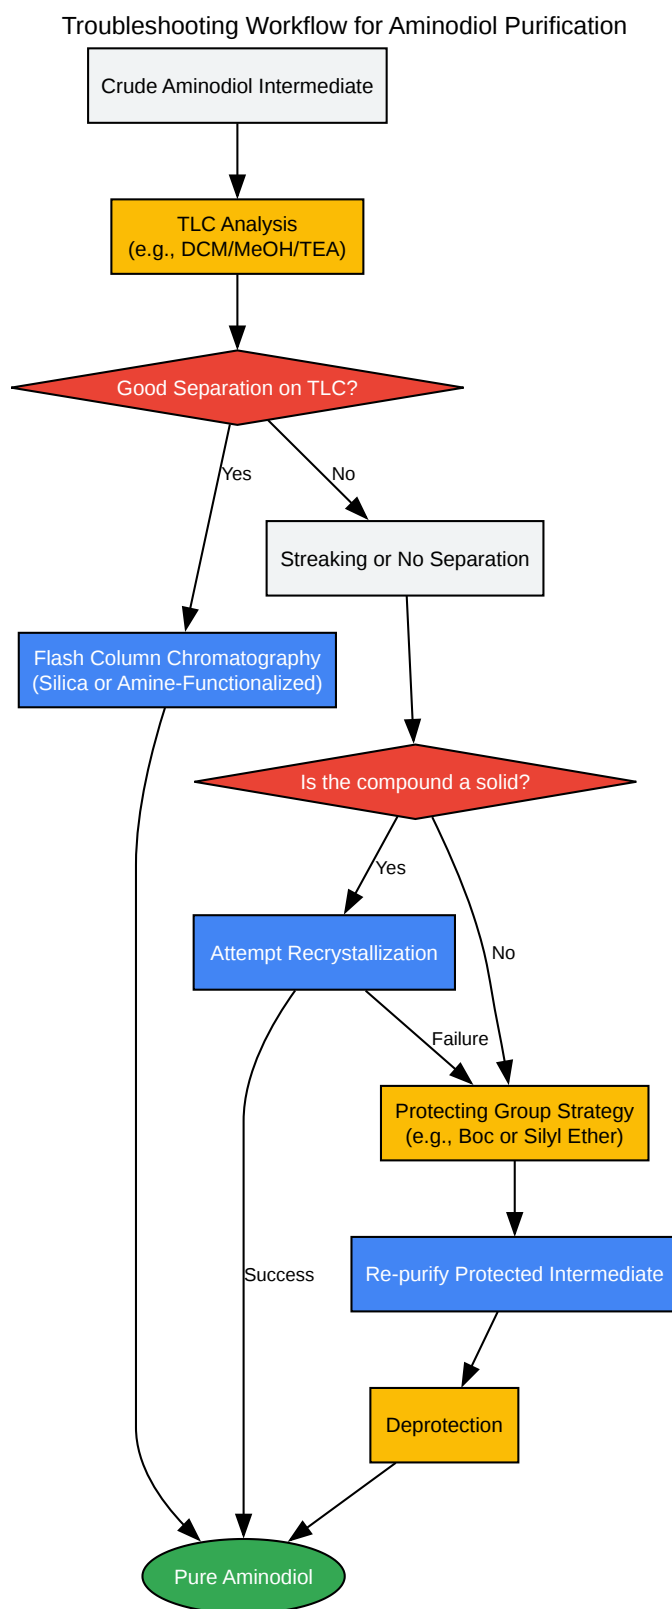 Troubleshooting Workflow for Aminodiol Purification
Crude Aminodiol Intermediate
TLC Analysis
(e.g., DCM/MeOH/TEA)
Good Separation on TLC?
Yes
No
Streaking or No Separation
Flash Column Chromatography
(Silica or Amine-Functionalized)
Is the compound a solid?
Yes
No
Attempt Recrystallization
Failure
Protecting Group Strategy
(e.g., Boc or Silyl Ether)
Success
Re-purify Protected Intermediate
Deprotection
Pure Aminodiol